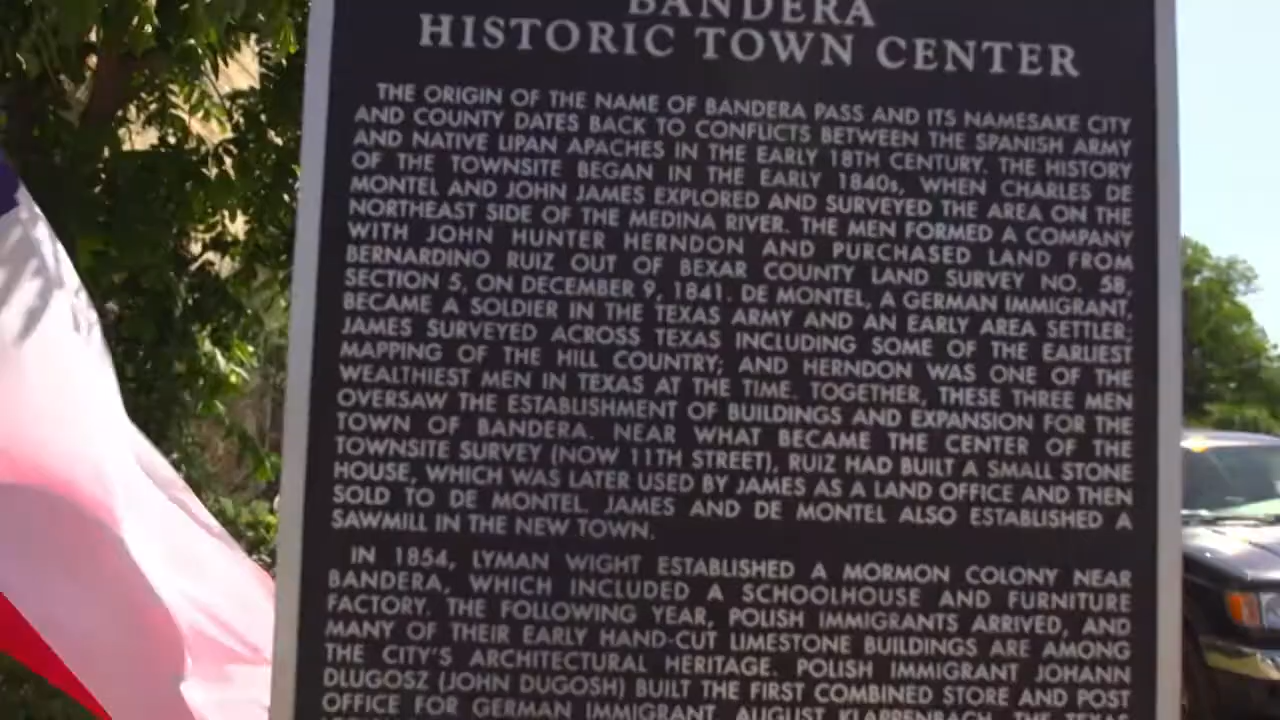 BANDERA
HISTORIC TOWN CENTER
THE ORIGIN OF THE NAME OF BANDERA PASS AND ITS NAMESAKE CITY
AND COUNTY DATES BACK TO CONFLICTS BETWEEN THE SPANISH ARMY
AND NATIVE LIPAN APACHES IN THE EARLY 18TH CENTURY. THE HISTORY
OF THE TOWNSITE BEGAN IN THE EARLY 1840s, WHEN CHARLES DE
MONTEL AND JOHN JAMES EXPLORED AND SURVEYED THE AREA ON THE
NORTHEAST SIDE OF THE MEDINA RIVER. THE MEN FORMED A COMPANY
WITH JOHN HUNTER HERNDON AND PURCHASED LAND FROM
BERNARDINO RUIZ OUT OF BEXAR COUNTY LAND SURVEY NO. 58,
SECTION 5, ON DECEMBER 9, 1841. DE MONTEL, A GERMAN IMMIGRANT,
BECAME A SOLDIER IN THE TEXAS ARMY AND AN EARLY AREA SETTLER;
JAMES SURVEYED ACROSS TEXAS INCLUDING SOME OF THE EARLIEST
MAPPING OF THE HILL COUNTRY; AND HERNDON WAS ONE OF THE
WEALTHIEST MEN IN TEXAS AT THE TIME. TOGETHER, THESE THREE MEN
OVERSAW THE ESTABLISHMENT OF BUILDINGS AND EXPANSION FOR THE
TOWN OF BANDERA. NEAR WHAT BECAME THE CENTER OF THE
TOWNSITE SURVEY (NOW 11TH STREET), RUIZ HAD BUILT A SMALL STONE
HOUSE, WHICH WAS LATER USED BY JAMES AS A LAND OFFICE AND THEN
SOLD TO DE MONTEL. JAMES AND DE MONTEL ALSO ESTABLISHED A
SAWMILL IN THE NEW TOWN.
IN 1854, LYMAN WIGHT ESTABLISHED A MORMON COLONY NEAR
BANDERA, WHICH INCLUDED A SCHOOLHOUSE AND FURNITURE
FACTORY. THE FOLLOWING YEAR, POLISH IMMIGRANTS ARRIVED, AND
MANY OF THEIR EARLY HAND-CUT LIMESTONE BUILDINGS ARE AMONG
THE CITY'S ARCHITECTURAL HERITAGE. POLISH IMMIGRANT JOHANN
DLUGOSZ (JOHN DUGOSH) BUILT THE FIRST COMBINED STORE AND POST
OFFICE FOR GERMAN IMMIGRANT, AUGUST KLAPPENBACH. THE